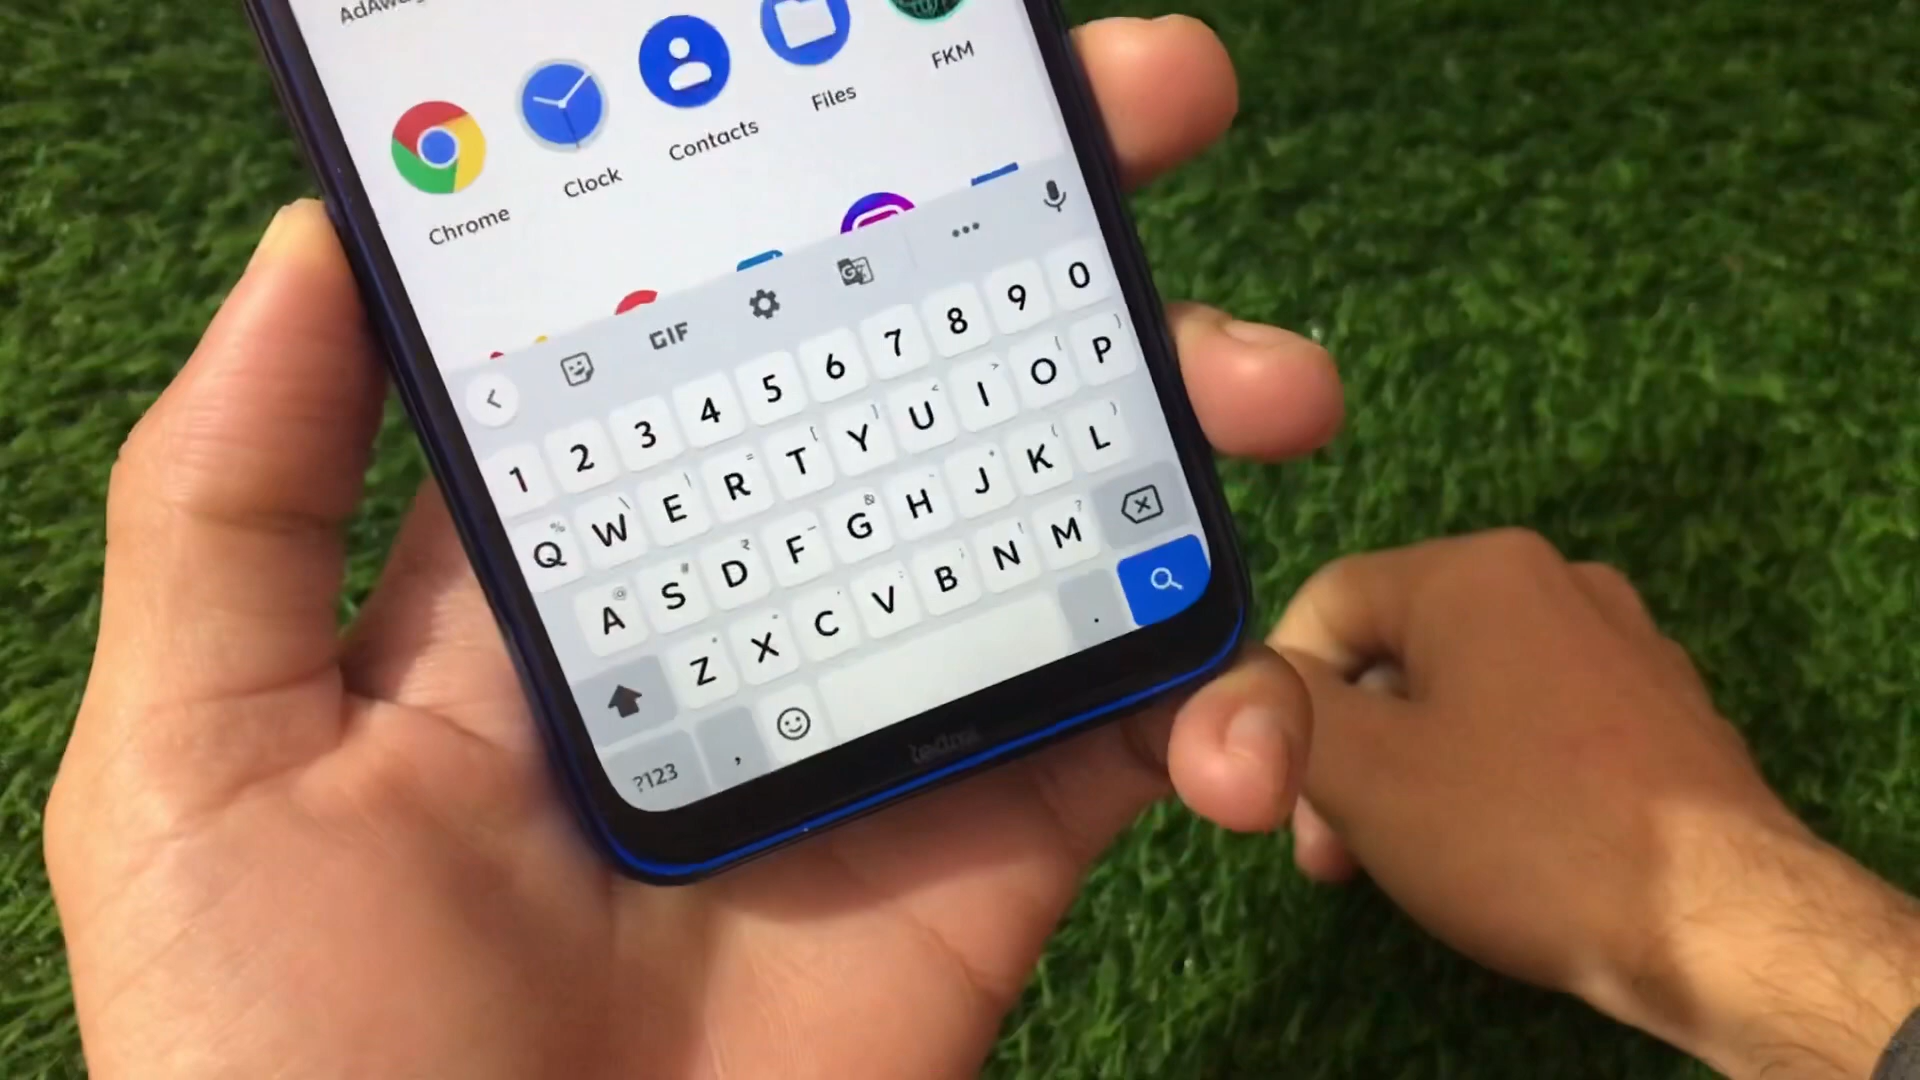 Chrome
Clock
Contacts
Files
FKM
GIF
1 2 3 4 5 6 7 8 9 0
Q W E R T Y U I O P
A S D F G H J K L
Z X C V B N M
?123 , .